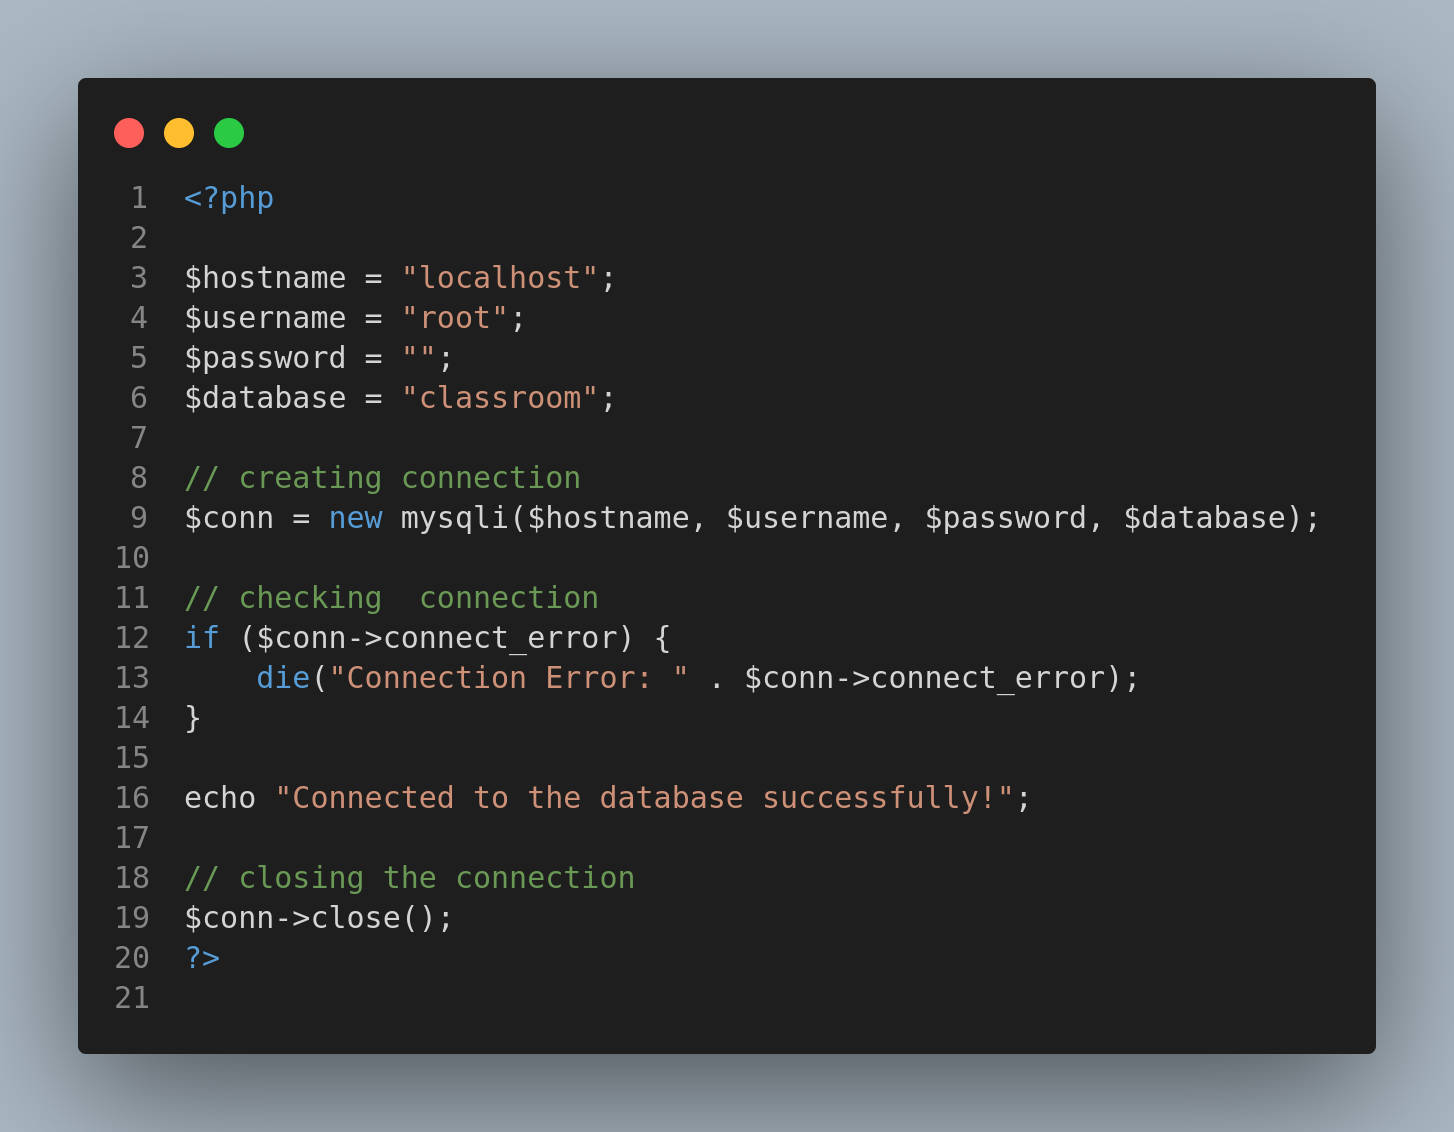 1 <?php
2
3 $hostname = "localhost";
4 $username = "root";
5 $password = "";
6 $database = "classroom";
7
8 // creating connection
9 $conn = new mysqli($hostname, $username, $password, $database);
10
11 // checking  connection
12 if ($conn->connect_error) {
13     die("Connection Error: " . $conn->connect_error);
14 }
15
16 echo "Connected to the database successfully!";
17
18 // closing the connection
19 $conn->close();
20 ?>
21